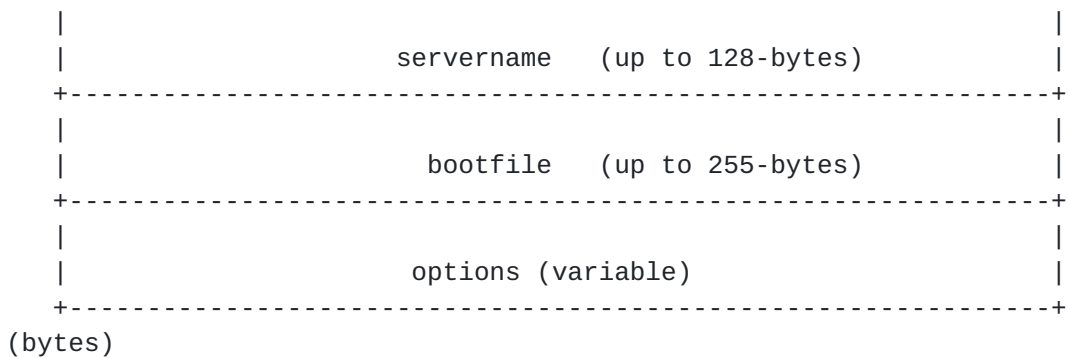 |                                                               |
|                     servername   (up to 128-bytes)            |
+---------------------------------------------------------------+
|                                                               |
|                       bootfile   (up to 255-bytes)            |
+---------------------------------------------------------------+
|                                                               |
|                      options (variable)                       |
+---------------------------------------------------------------+
(bytes)